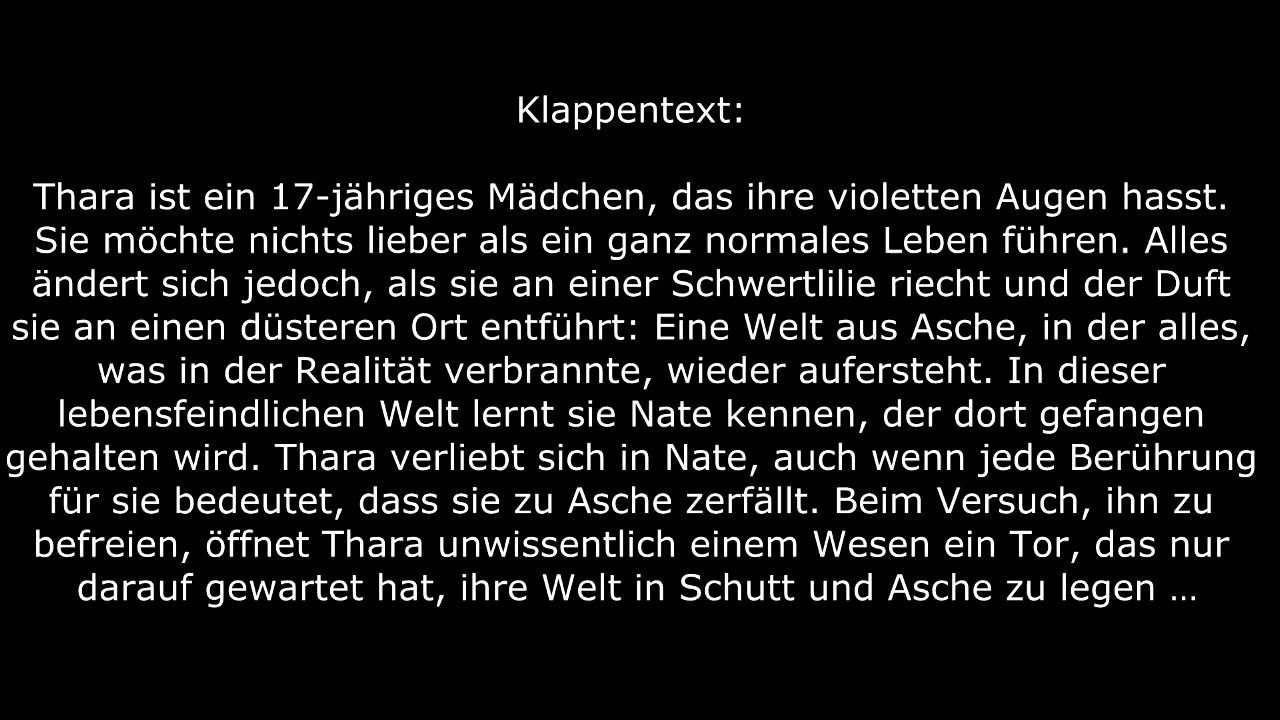 Klappentext:
Thara ist ein 17-jähriges Mädchen, das ihre violetten Augen hasst.
Sie möchte nichts lieber als ein ganz normales Leben führen. Alles
ändert sich jedoch, als sie an einer Schwertlilie riecht und der Duft
sie an einen düsteren Ort entführt: Eine Welt aus Asche, in der alles,
was in der Realität verbrannte, wieder aufersteht. In dieser
lebensfeindlichen Welt lernt sie Nate kennen, der dort gefangen
gehalten wird. Thara verliebt sich in Nate, auch wenn jede Berührung
für sie bedeutet, dass sie zu Asche zerfällt. Beim Versuch, ihn zu
befreien, öffnet Thara unwissentlich einem Wesen ein Tor, das nur
darauf gewartet hat, ihre Welt in Schutt und Asche zu legen …